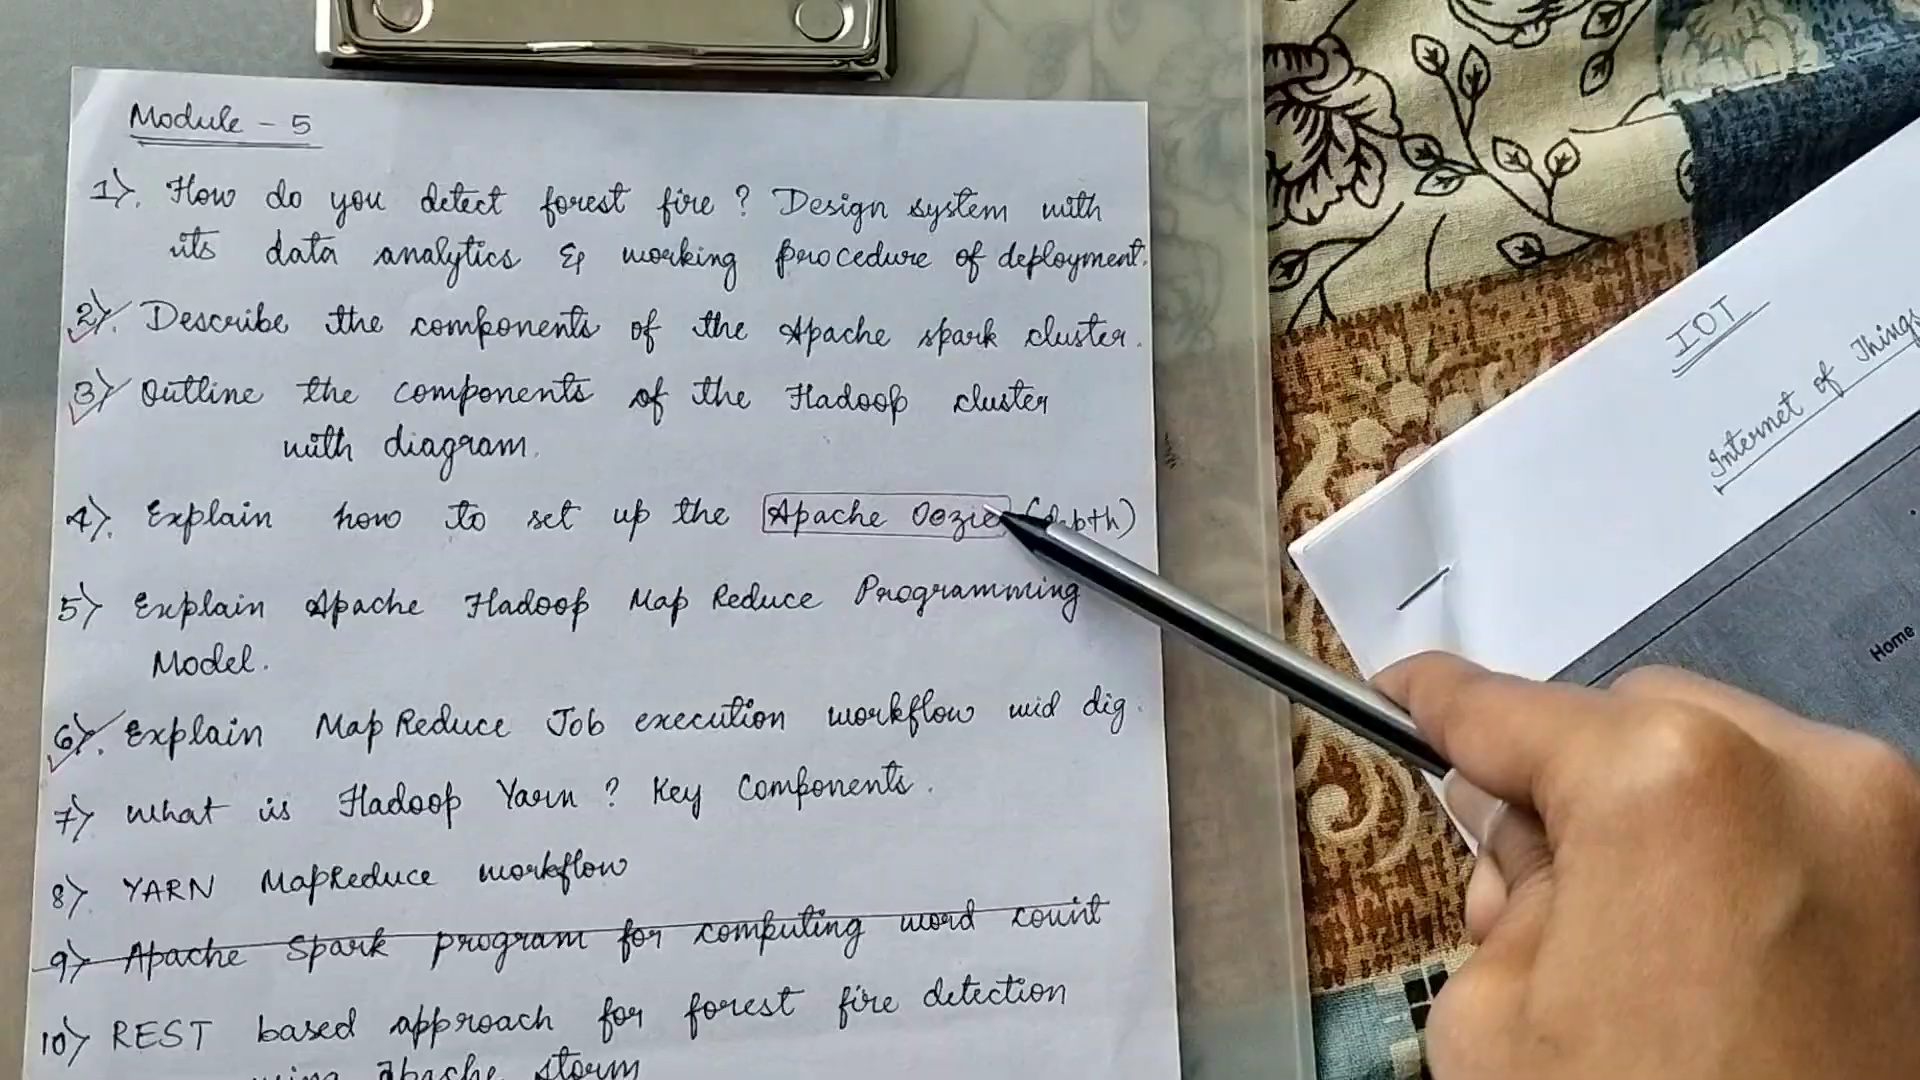 Module - 5
1). How do you detect forest fire? Design system with
its data analytics & working procedure of deployment.
2). Describe the components of the Apache spark cluster.
3) Outline the components of the Hadoop cluster
with diagram.
4). Explain how to set up the Apache Oozie (depth)
5) Explain Apache Hadoop Map Reduce Programming
Model.
6). Explain MapReduce Job execution workflow wid dig.
7) What is Hadoop Yarn? Key Components.
8) YARN MapReduce workflow
9) Apache Spark program for computing word count
10) REST based approach for forest fire detection
using Apache storm
IOT
Internet of Things
Home